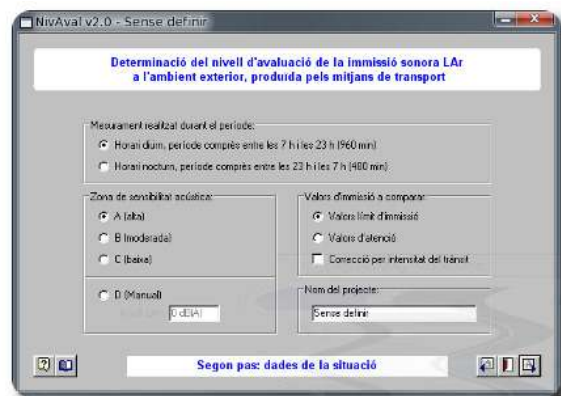 NivAval v2.0 - Sense definir
Determinació del nivell d'avaluació de la immissió sonora LAr
a l'ambient exterior, produïda pels mitjans de transport
Mesurament realitzat durant el període:
Horari diürn, període comprès entre les 7 h i les 23 h (960 min)
Horari nocturn, període comprès entre les 23 h i les 7 h (480 min)
Zona de sensibilitat acústica:
A (alta)
B (moderada)
C (baixa)
D (Manual)
0 dB(A)
Valors d'immissió a comparar:
Valors límit d'immissió
Valors d'atenció
Correcció per intensitat del trànsit
Nom del projecte:
Sense definir
Segon pas: dades de la situació